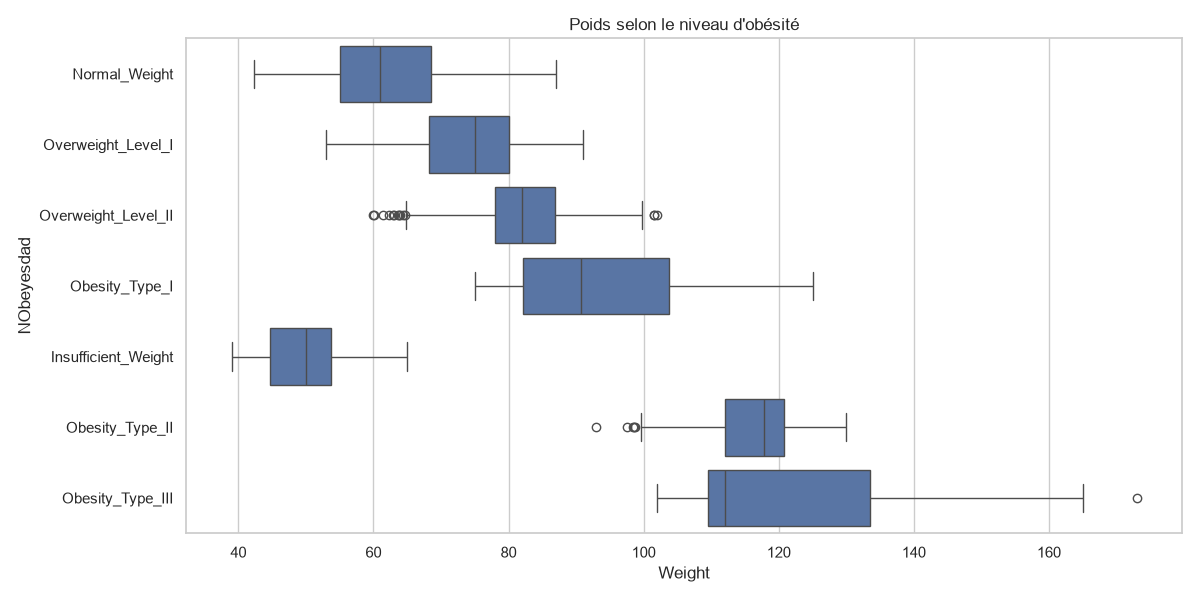 Poids selon le niveau d'obésité
Normal_Weight
Overweight_Level_I
Overweight_Level_II
Obesity_Type_I
Insufficient_Weight
Obesity_Type_II
Obesity_Type_III
NObeyesdad
40 60 80 100 120 140 160
Weight